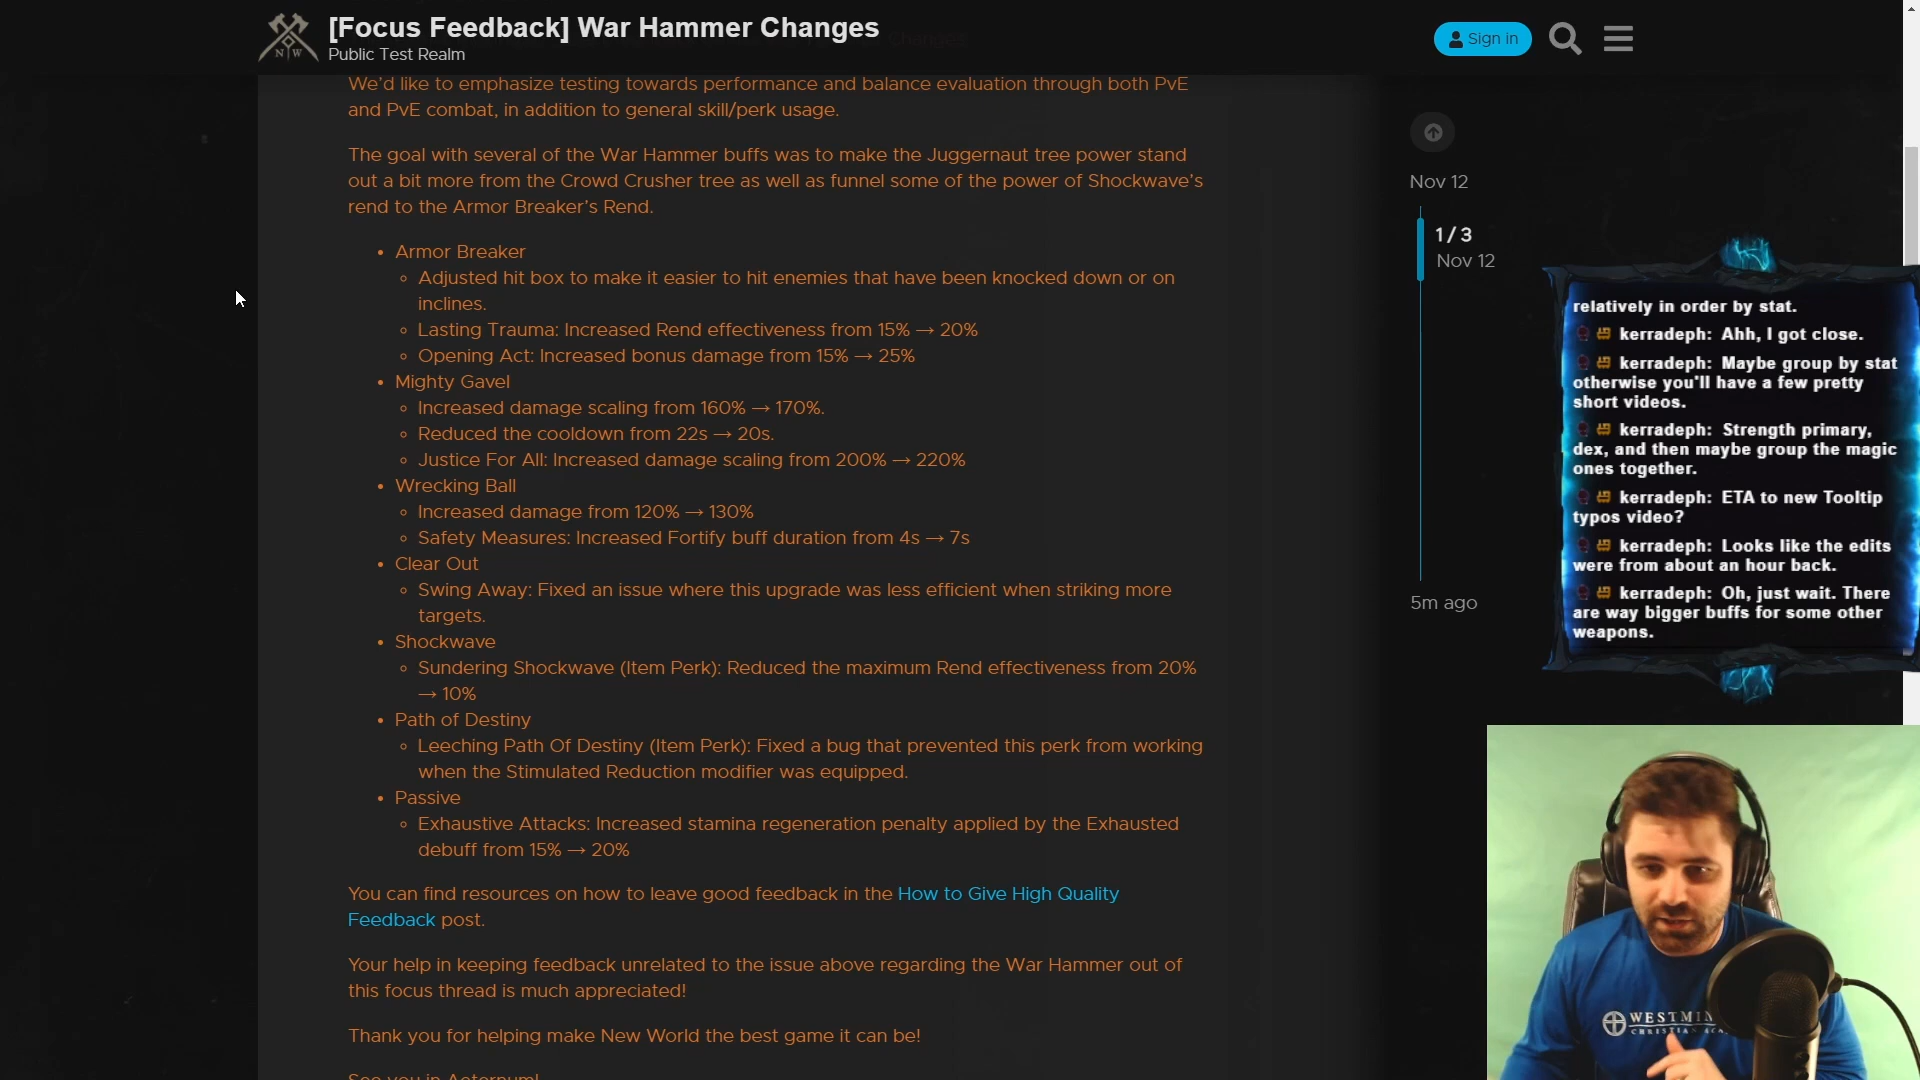 [Focus Feedback] War Hammer Changes
Public Test Realm
N W
Sign in
We’d like to emphasize testing towards performance and balance evaluation through both PvE
and PvE combat, in addition to general skill/perk usage.
The goal with several of the War Hammer buffs was to make the Juggernaut tree power stand
out a bit more from the Crowd Crusher tree as well as funnel some of the power of Shockwave’s
rend to the Armor Breaker’s Rend.
• Armor Breaker
◦ Adjusted hit box to make it easier to hit enemies that have been knocked down or on
inclines.
◦ Lasting Trauma: Increased Rend effectiveness from 15% → 20%
◦ Opening Act: Increased bonus damage from 15% → 25%
• Mighty Gavel
◦ Increased damage scaling from 160% → 170%.
◦ Reduced the cooldown from 22s → 20s.
◦ Justice For All: Increased damage scaling from 200% → 220%
• Wrecking Ball
◦ Increased damage from 120% → 130%
◦ Safety Measures: Increased Fortify buff duration from 4s → 7s
• Clear Out
◦ Swing Away: Fixed an issue where this upgrade was less efficient when striking more
targets.
• Shockwave
◦ Sundering Shockwave (Item Perk): Reduced the maximum Rend effectiveness from 20%
→ 10%
• Path of Destiny
◦ Leeching Path Of Destiny (Item Perk): Fixed a bug that prevented this perk from working
when the Stimulated Reduction modifier was equipped.
• Passive
◦ Exhaustive Attacks: Increased stamina regeneration penalty applied by the Exhausted
debuff from 15% → 20%
You can find resources on how to leave good feedback in the How to Give High Quality
Feedback post.
Your help in keeping feedback unrelated to the issue above regarding the War Hammer out of
this focus thread is much appreciated!
Thank you for helping make New World the best game it can be!
See you in Aeternum!
Nov 12
1 / 3
Nov 12
5m ago
relatively in order by stat.
kerradeph: Ahh, I got close.
kerradeph: Maybe group by stat
otherwise you'll have a few pretty
short videos.
kerradeph: Strength primary,
dex, and then maybe group the magic
ones together.
kerradeph: ETA to new Tooltip
typos video?
kerradeph: Looks like the edits
were from about an hour back.
kerradeph: Oh, just wait. There
are way bigger buffs for some other
weapons.